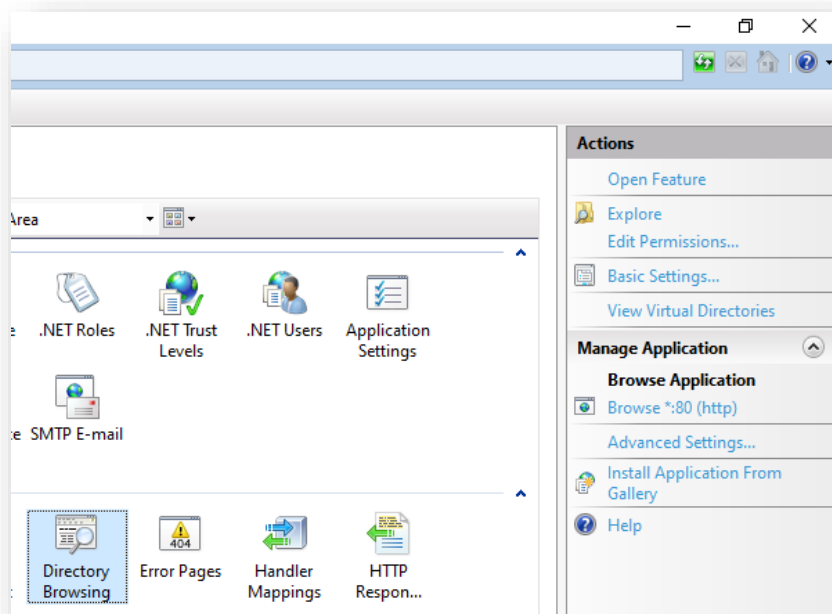 Actions
Open Feature
Explore
Edit Permissions...
Basic Settings...
View Virtual Directories
Manage Application
Browse Application
Browse *:80 (http)
Advanced Settings...
Install Application From
Gallery
Help
Area
.NET Roles
.NET Trust
Levels
.NET Users
Application
Settings
SMTP E-mail
Directory
Browsing
404
Error Pages
Handler
Mappings
HTTP
Respon...